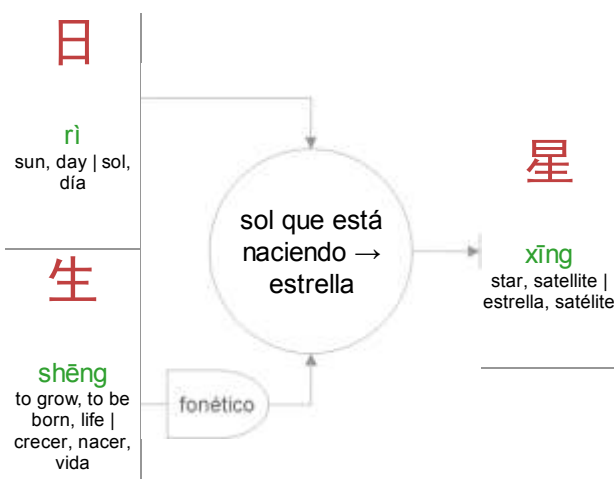 日
rì
sun, day | sol,
día
生
shēng
to grow, to be
born, life |
crecer, nacer,
vida
fonético
sol que está
naciendo →
estrella
星
xīng
star, satellite |
estrella, satélite